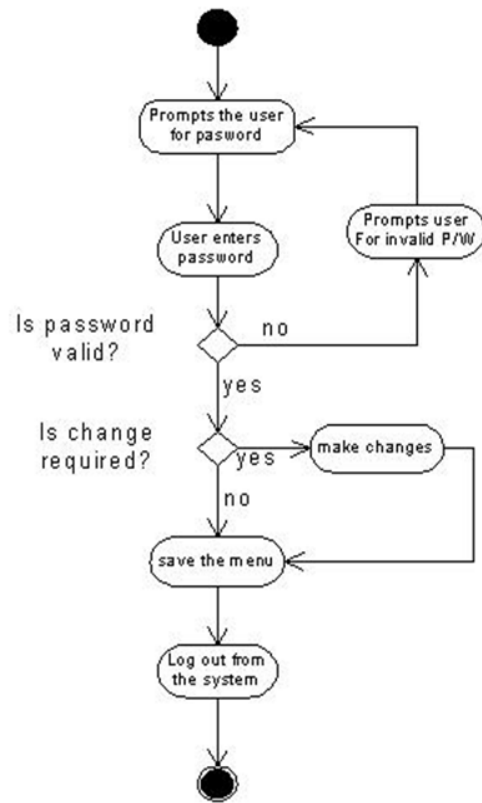 Prompts the user
for pasword
User enters
password
Prompts user
For invalid P/W
Is password
valid?
no
yes
Is change
required?
yes
make changes
no
save the menu
Log out from
the system